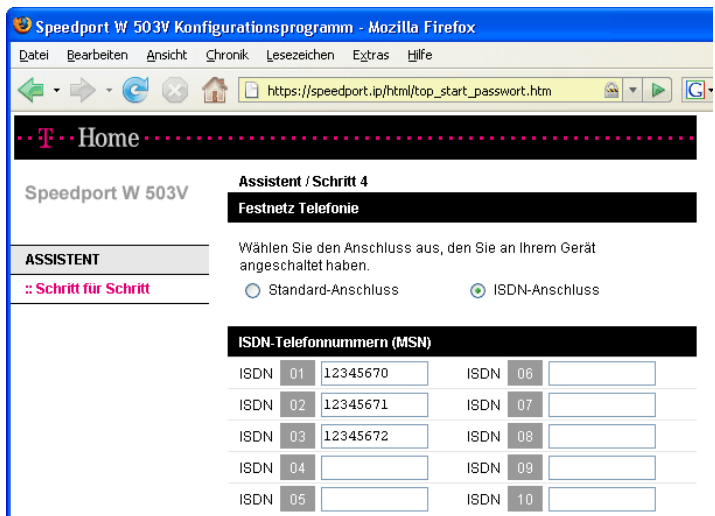 Speedport W 503V Konfigurationsprogramm - Mozilla Firefox
Datei Bearbeiten Ansicht Chronik Lesezeichen Extras Hilfe
https://speedport.ip/html/top_start_passwort.htm
G
T Home
Speedport W 503V
Assistent / Schritt 4
Festnetz Telefonie
ASSISTENT
:: Schritt für Schritt
Wählen Sie den Anschluss aus, den Sie an Ihrem Gerät
angeschaltet haben.
Standard-Anschluss ISDN-Anschluss
ISDN-Telefonnummern (MSN)
ISDN 01 12345670 ISDN 06
ISDN 02 12345671 ISDN 07
ISDN 03 12345672 ISDN 08
ISDN 04 ISDN 09
ISDN 05 ISDN 10